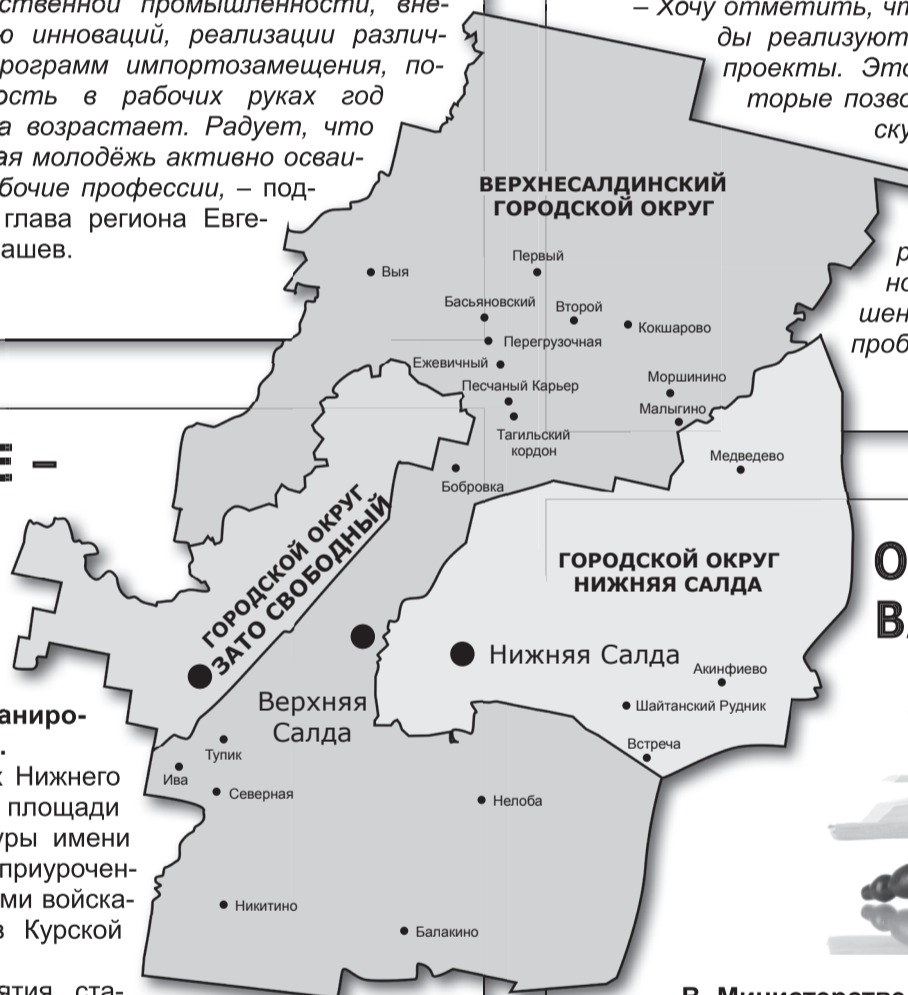 ственной промышленности, вне-
ю инноваций, реализации различ-
рограмм импортозамещения, по-
ость в рабочих руках год
а возрастает. Радует, что
ая молодёжь активно осваи-
бочие профессии, – под-
глава региона Евге-
ашев.
– Хочу отметить, чт
ды реализуют
проекты. Это
торые позво
ску
р
но
шен
проб
ВЕРХНЕСАЛДИНСКИЙ
ГОРОДСКОЙ ОКРУГ
Первый
Выя
Басьяновский
Второй
Кокшарово
Перегрузочная
Ежевичный
Песчаный Карьер
Моршинино
Малыгино
Тагильский
кордон
Медведево
Бобровка
Е –
ГОРОДСКОЙ ОКРУГ
ЗАТО СВОБОДНЫЙ
ГОРОДСКОЙ ОКРУГ
НИЖНЯЯ САЛДА
О
В
Нижняя Салда
Акинфиево
Шайтанский Рудник
Верхняя
Салда
Встреча
Тупик
Ива
Северная
Нелоба
Никитино
Балакино
аниро-
.
х Нижнего
площади
уры имени
приурочен-
ми войска-
в Курской
ятия ста-
В Министерстве